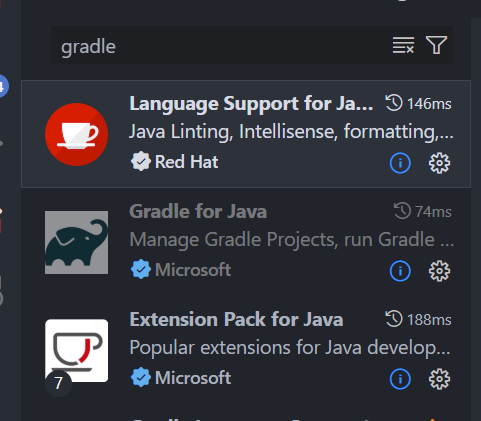 gradle
Language Support for Ja... 146ms
Java Linting, Intellisense, formatting,...
Red Hat
Gradle for Java 74ms
Manage Gradle Projects, run Gradle ...
Microsoft
Extension Pack for Java 188ms
Popular extensions for Java develop...
7 Microsoft